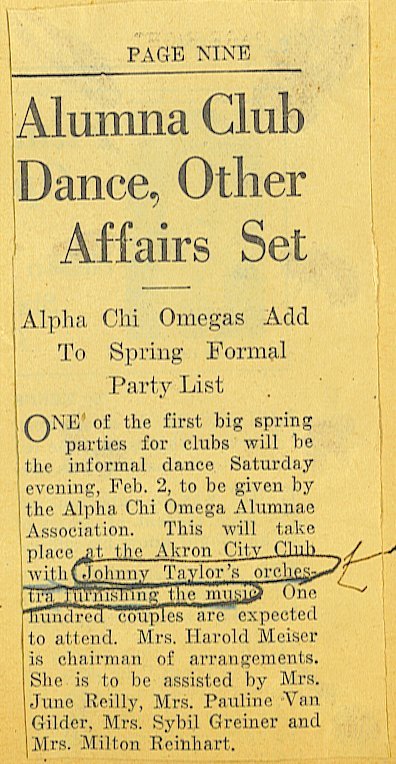 PAGE NINE
Alumna Club
Dance, Other
Affairs Set
Alpha Chi Omegas Add
To Spring Formal
Party List
ONE of the first big spring
parties for clubs will be
the informal dance Saturday
evening, Feb. 2, to be given by
the Alpha Chi Omega Alumnae
Association. This will take
place at the Akron City Club
with Johnny Taylor's orches-
tra furnishing the music. One
hundred couples are expected
to attend. Mrs. Harold Meiser
is chairman of arrangements.
She is to be assisted by Mrs.
June Reilly, Mrs. Pauline Van
Gilder, Mrs. Sybil Greiner and
Mrs. Milton Reinhart.